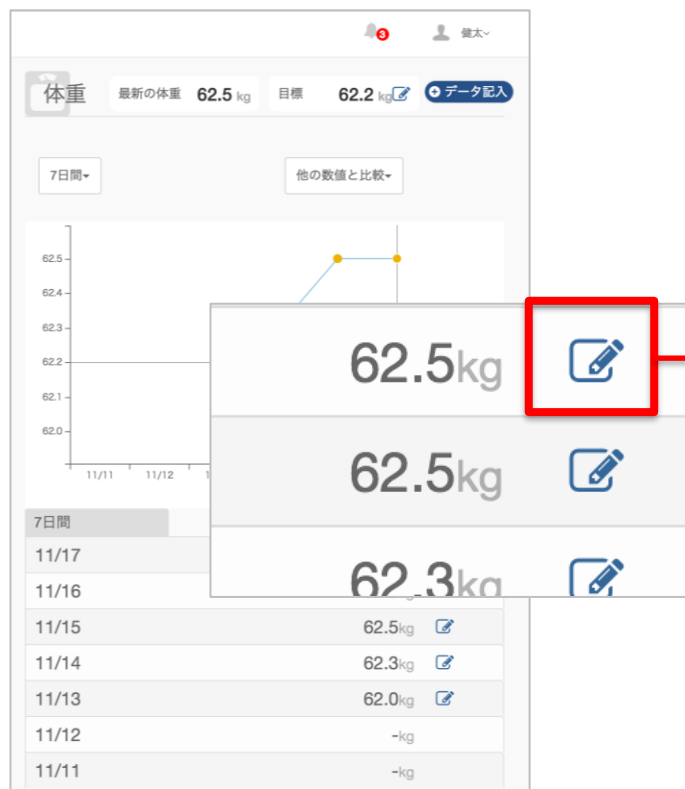 3 健太
体重 最新の体重 62.5 kg 目標 62.2 kg データ記入
7日間 他の数値と比較
62.5
62.4
62.3
62.2
62.1
62.0
11/11 11/12
62.5kg
62.5kg
62.3kg
7日間
11/17
11/16
11/15 62.5kg
11/14 62.3kg
11/13 62.0kg
11/12 -kg
11/11 -kg